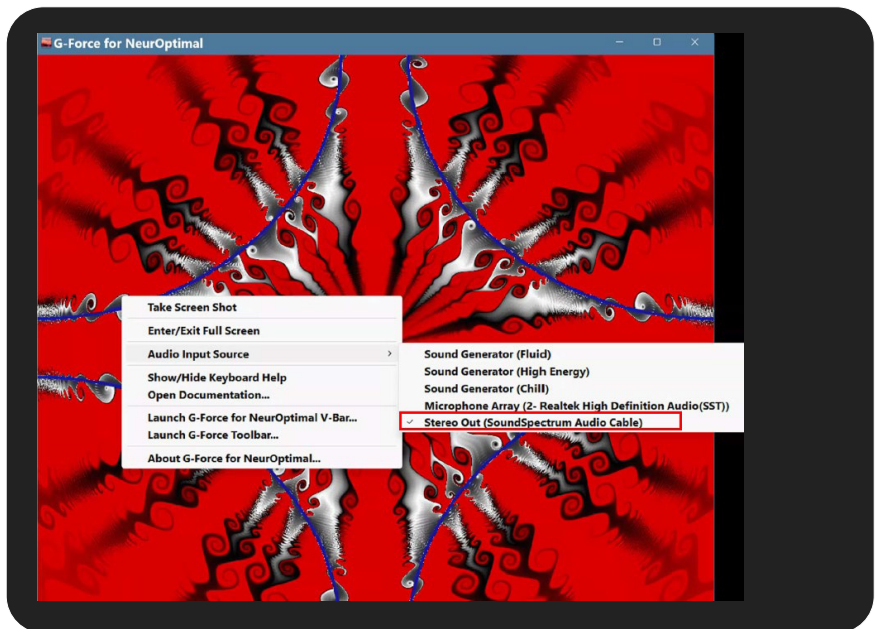 G-Force for NeurOptimal
Take Screen Shot
Enter/Exit Full Screen
Audio Input Source
Show/Hide Keyboard Help
Open Documentation...
Launch G-Force for NeurOptimal V-Bar...
Launch G-Force Toolbar...
About G-Force for NeurOptimal...
Sound Generator (Fluid)
Sound Generator (High Energy)
Sound Generator (Chill)
Microphone Array (2- Realtek High Definition Audio(SST))
Stereo Out (SoundSpectrum Audio Cable)